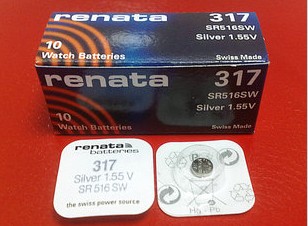 renata 317
SR516SW
Silver 1.55V
10
Watch Batteries
Swiss Made
renata 317
SR516SW
Silver 1.55V
10
Watch Batteries
Swiss Made
renata
batteries
317
Silver 1.55 V
SR 516 SW
the swiss power source
Hg - Pb